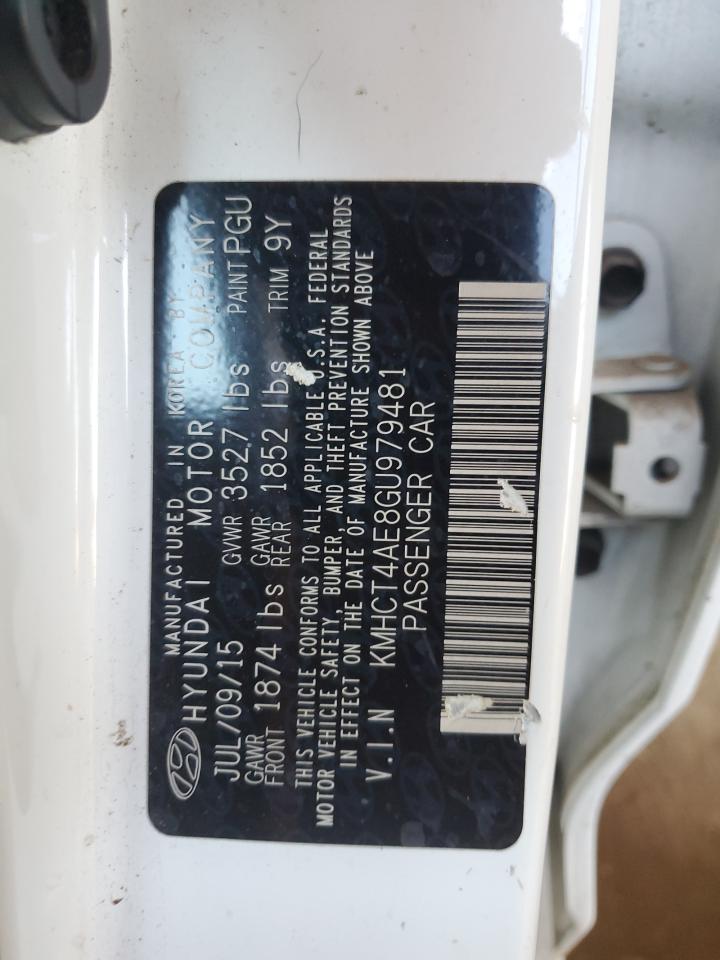 MANUFACTURED IN KOREA BY
HYUNDAI MOTOR COMPANY
JUL/09/15 GVWR 3527 lbs PAINT PGU
GAWR FRONT 1874 lbs GAWR REAR 1852 lbs TRIM 9Y
THIS VEHICLE CONFORMS TO ALL APPLICABLE U.S.A. FEDERAL
MOTOR VEHICLE SAFETY, BUMPER, AND THEFT PREVENTION STANDARDS
IN EFFECT ON THE DATE OF MANUFACTURE SHOWN ABOVE
V.I.N KMHCT4AE8GU979481
PASSENGER CAR